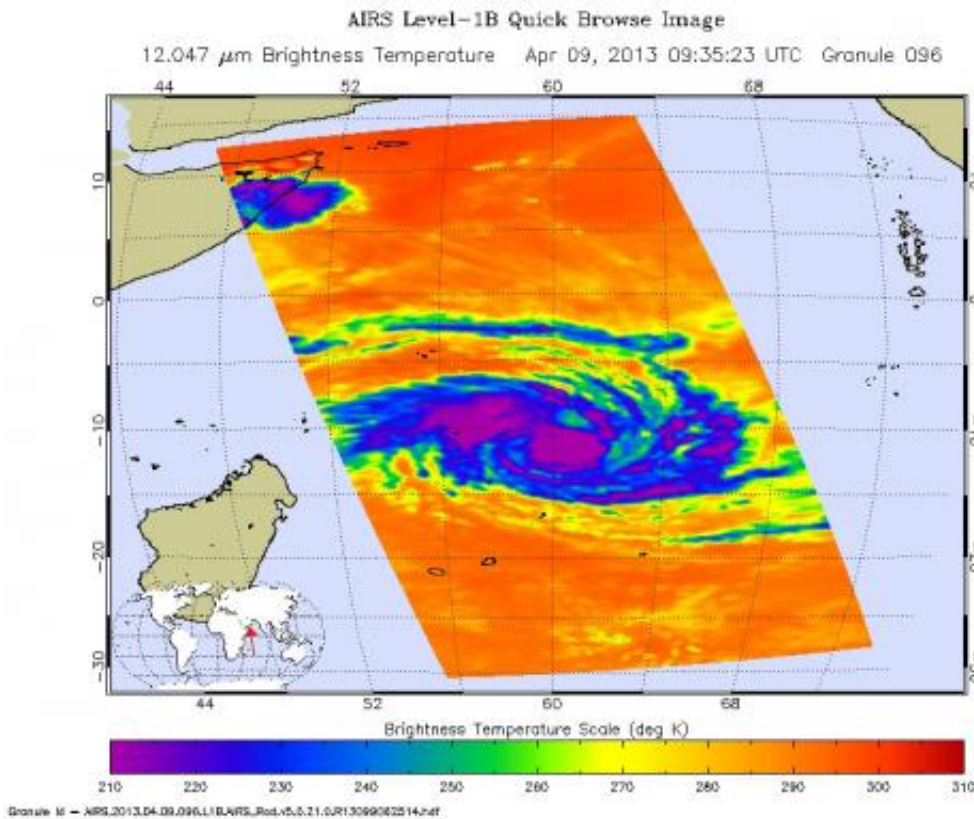 AIRS Level-1B Quick Browse Image
12.047 μm Brightness Temperature Apr 09, 2013 09:35:23 UTC Granule 096
44 52 60 68
10
0
-10
-20
-30
44 52 60 68
Brightness Temperature Scale (deg K)
210 220 230 240 250 260 270 280 290 300 310
Granule Id — AIRS.2013.04.09.096.L1B.AIRS_Rad.v5.0.21.0.R13099082514.hdf